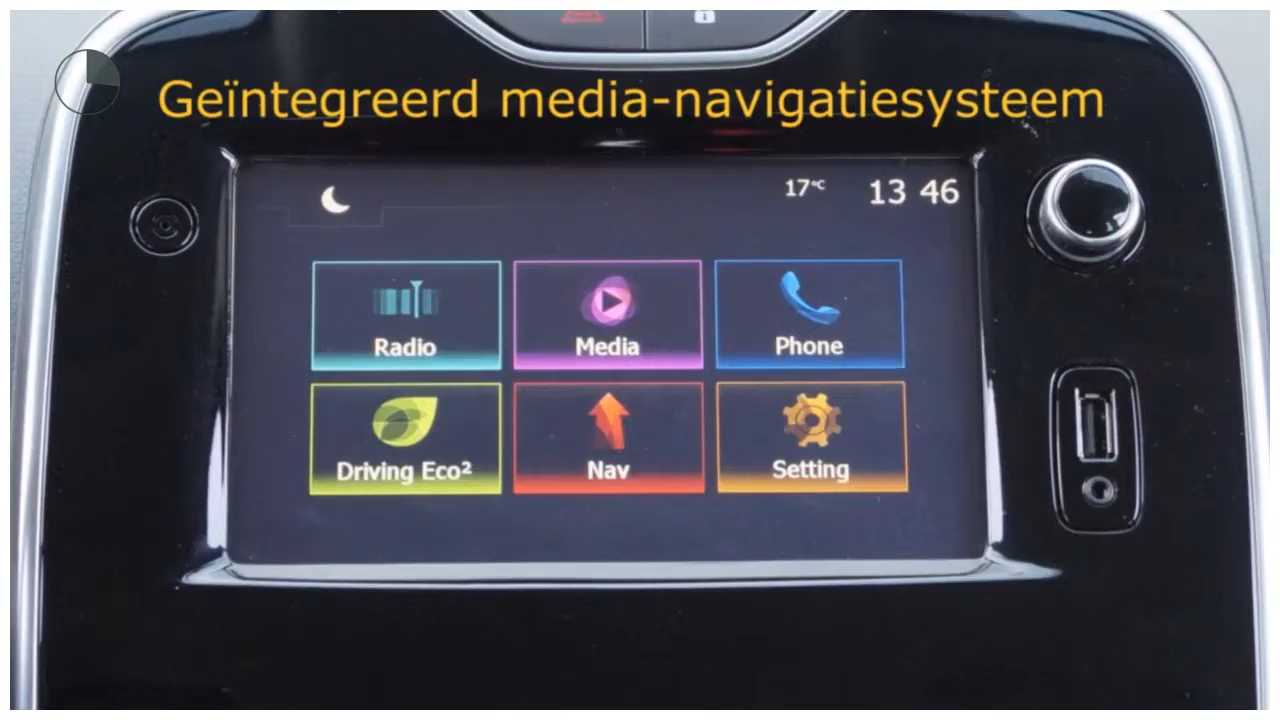 Geïntegreerd media-navigatiesysteem
17°C 13 46
Radio Media Phone
Driving Eco² Nav Setting